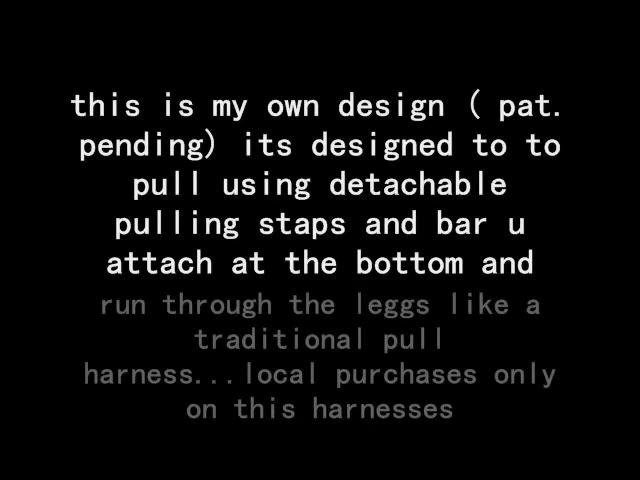 this is my own design ( pat.
pending) its designed to to
pull using detachable
pulling staps and bar u
attach at the bottom and
run through the leggs like a
traditional pull
harness...local purchases only
on this harnesses